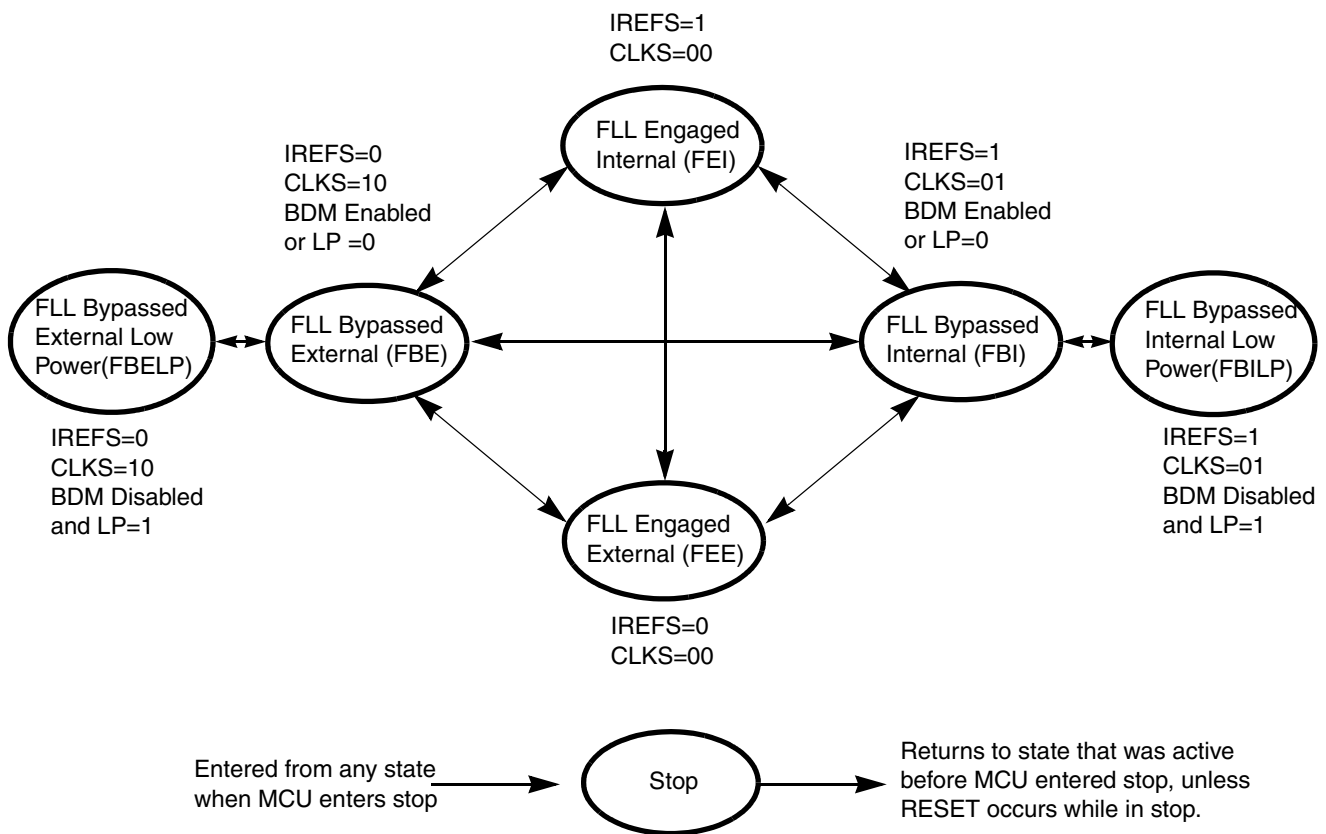 IREFS=1
CLKS=00
FLL Engaged
Internal (FEI)
IREFS=0
CLKS=10
BDM Enabled
or LP =0
IREFS=1
CLKS=01
BDM Enabled
or LP=0
FLL Bypassed
External Low
Power(FBELP)
FLL Bypassed
External (FBE)
FLL Bypassed
Internal (FBI)
FLL Bypassed
Internal Low
Power(FBILP)
IREFS=0
CLKS=10
BDM Disabled
and LP=1
IREFS=1
CLKS=01
BDM Disabled
and LP=1
FLL Engaged
External (FEE)
IREFS=0
CLKS=00
Entered from any state
when MCU enters stop
Stop
Returns to state that was active
before MCU entered stop, unless
RESET occurs while in stop.